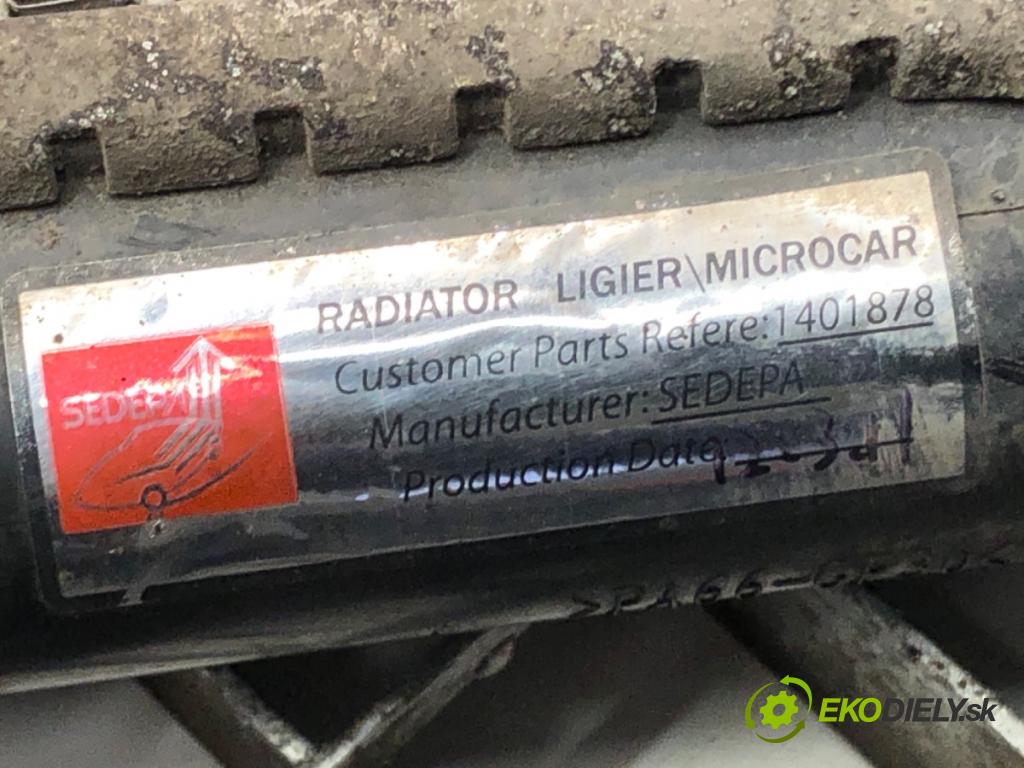 RADIATOR LIGIER\MICROCAR
Customer Parts Refere: 1401878
Manufacturer: SEDEPA
Production Date:
SEDEPA
EKODIELY.sk